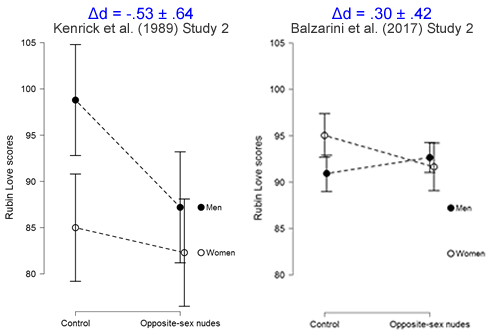 Δd = -.53 ± .64
Kenrick et al. (1989) Study 2
105
100
95
90
85
80
Rubin Love scores
Men
Women
Control
Opposite-sex nudes
Δd = .30 ± .42
Balzarini et al. (2017) Study 2
105
100
95
90
85
80
Rubin Love scores
Men
Women
Control
Opposite-sex nudes